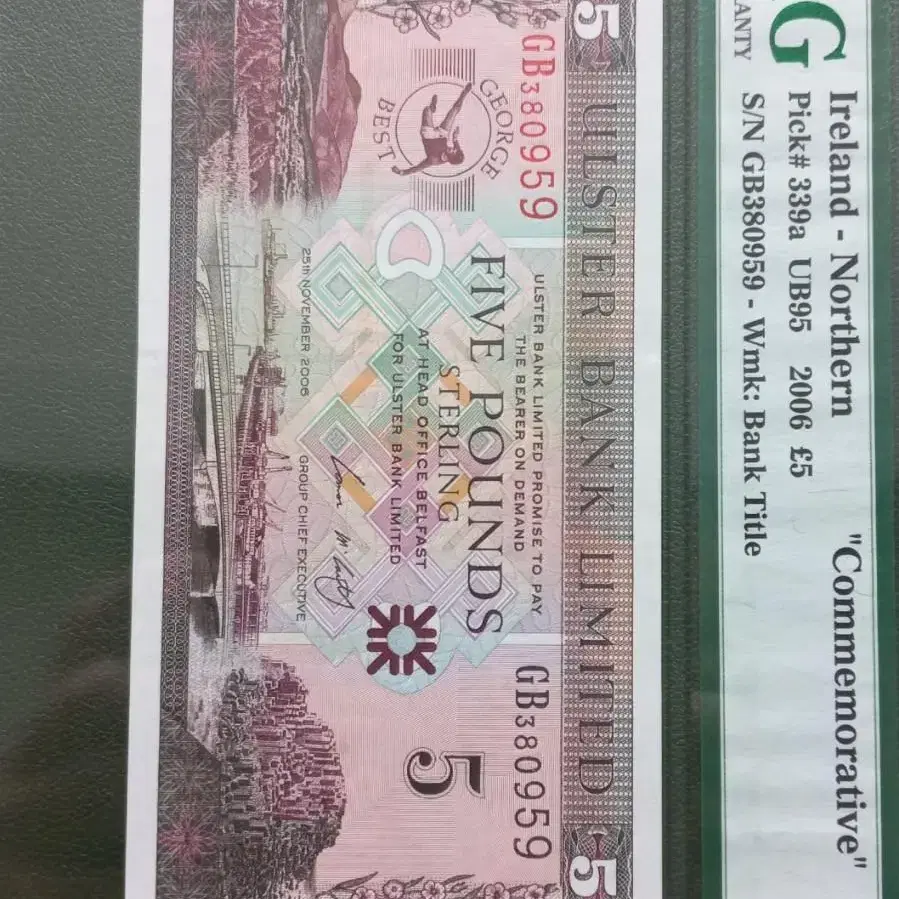 G
ANTY
Ireland - Northern
Pick# 339a UB95 2006 £5
S/N GB380959 - Wmk: Bank Title
"Commemorative"
5
ULSTER BANK LIMITED
5
GB380959
GEORGE
BEST
ULSTER BANK LIMITED PROMISE TO PAY
THE BEARER ON DEMAND
FIVE POUNDS
STERLING
AT HEAD OFFICE BELFAST
FOR ULSTER BANK LIMITED
25TH NOVEMBER 2006
GROUP CHIEF EXECUTIVE
GB380959
5